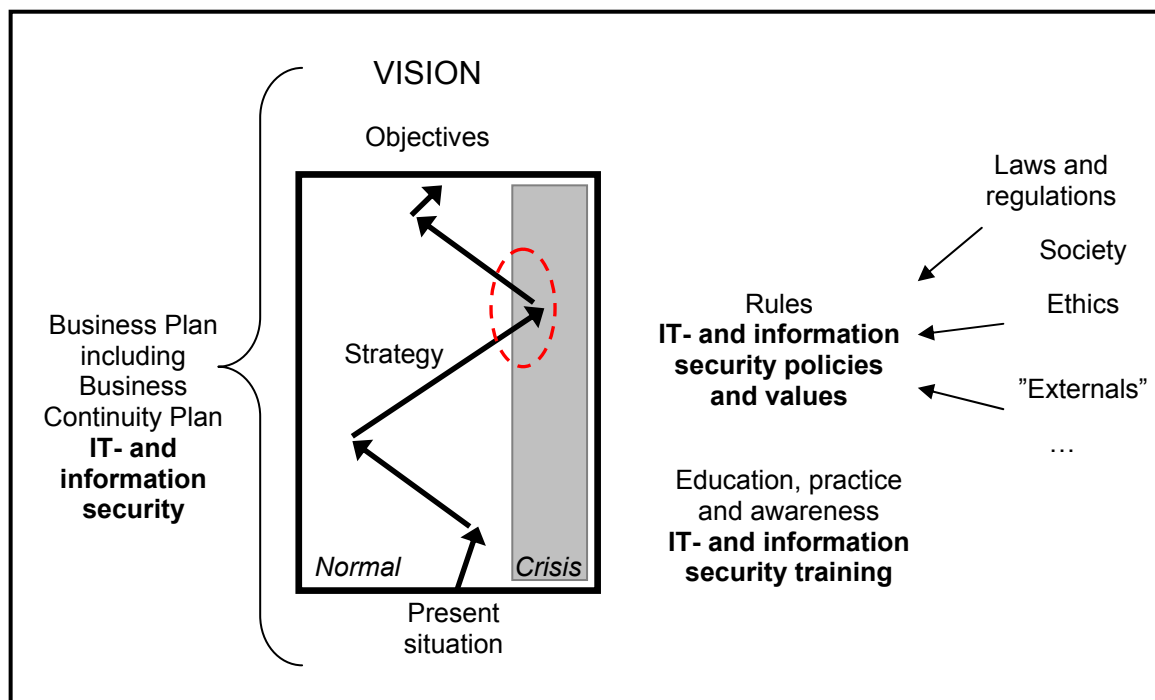 VISION
Objectives
Business Plan
including
Business
Continuity Plan
IT- and
information
security
Strategy
Normal
Crisis
Present
situation
Rules
IT- and information
security policies
and values
Education, practice
and awareness
IT- and information
security training
Laws and
regulations
Society
Ethics
”Externals”
…